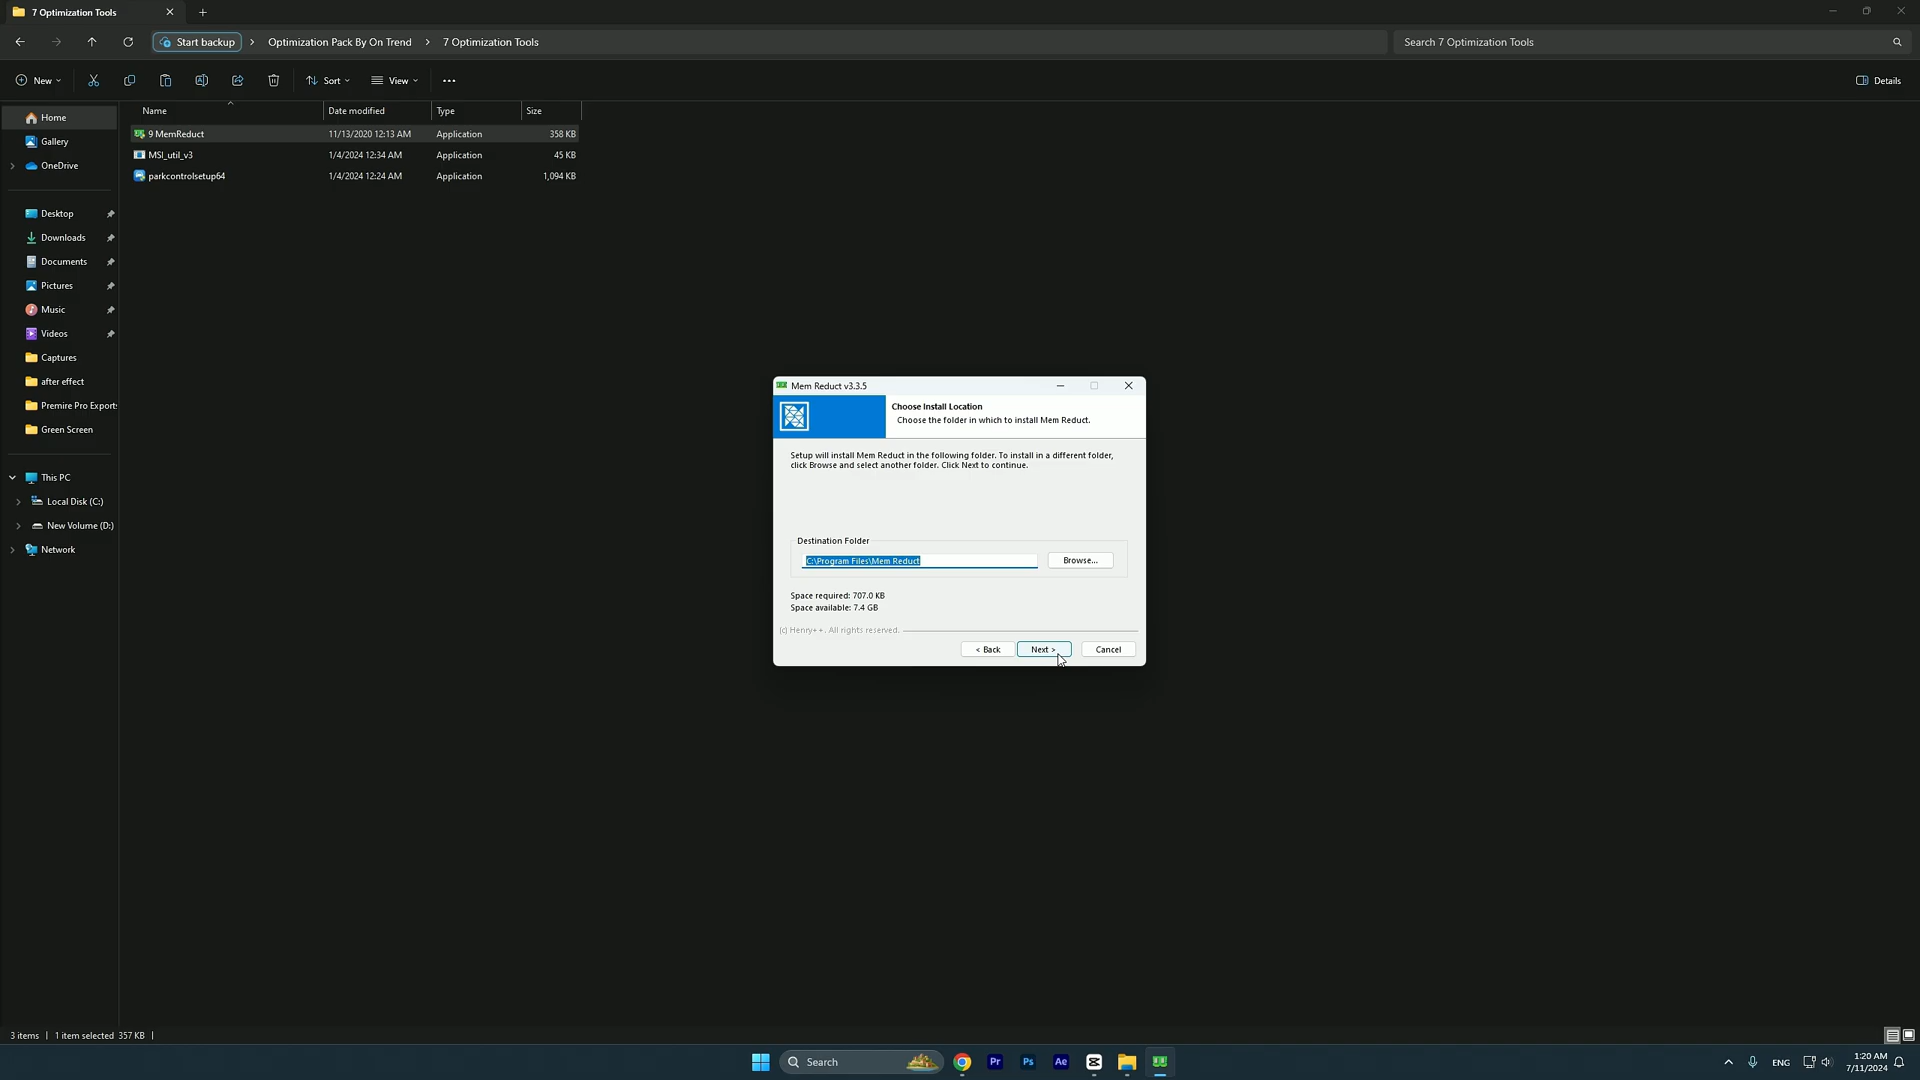 7 Optimization Tools
Start backup
Optimization Pack By On Trend
7 Optimization Tools
Search 7 Optimization Tools
New
Sort
View
Details
Name
Date modified
Type
Size
Home
Gallery
OneDrive
Desktop
Downloads
Documents
Pictures
Music
Videos
Captures
after effect
Premire Pro Exports
Green Screen
This PC
Local Disk (C:)
New Volume (D:)
Network
9 MemReduct 11/13/2020 12:13 AM Application 358 KB
MSI_util_v3 1/4/2024 12:34 AM Application 45 KB
parkcontrolsetup64 1/4/2024 12:24 AM Application 1,094 KB
Mem Reduct v3.3.5
Choose Install Location
Choose the folder in which to install Mem Reduct.
Setup will install Mem Reduct in the following folder. To install in a different folder,
click Browse and select another folder. Click Next to continue.
Destination Folder
C:\Program Files\Mem Reduct
Browse...
Space required: 707.0 KB
Space available: 7.4 GB
(c) Henry++. All rights reserved.
< Back
Next >
Cancel
3 items
1 item selected 357 KB
Search
Pr
Ps
Ae
ENG
1:20 AM
7/11/2024